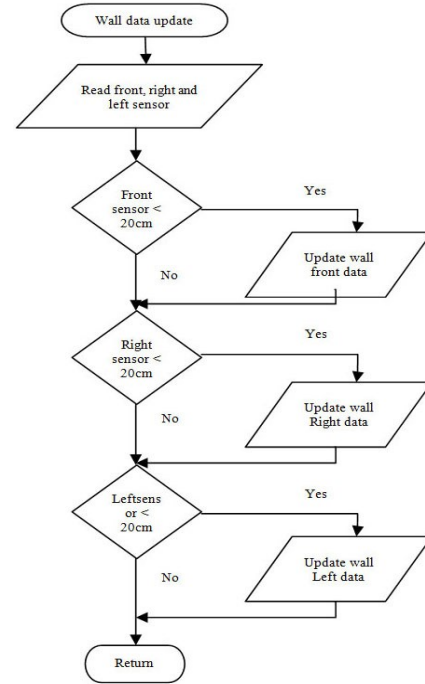 Wall data update
Read front, right and
left sensor
Front
sensor <
20cm
Yes
Update wall
front data
No
Right
sensor <
20cm
Yes
Update wall
Right data
No
Leftsens
or <
20cm
Yes
Update wall
Left data
No
Return